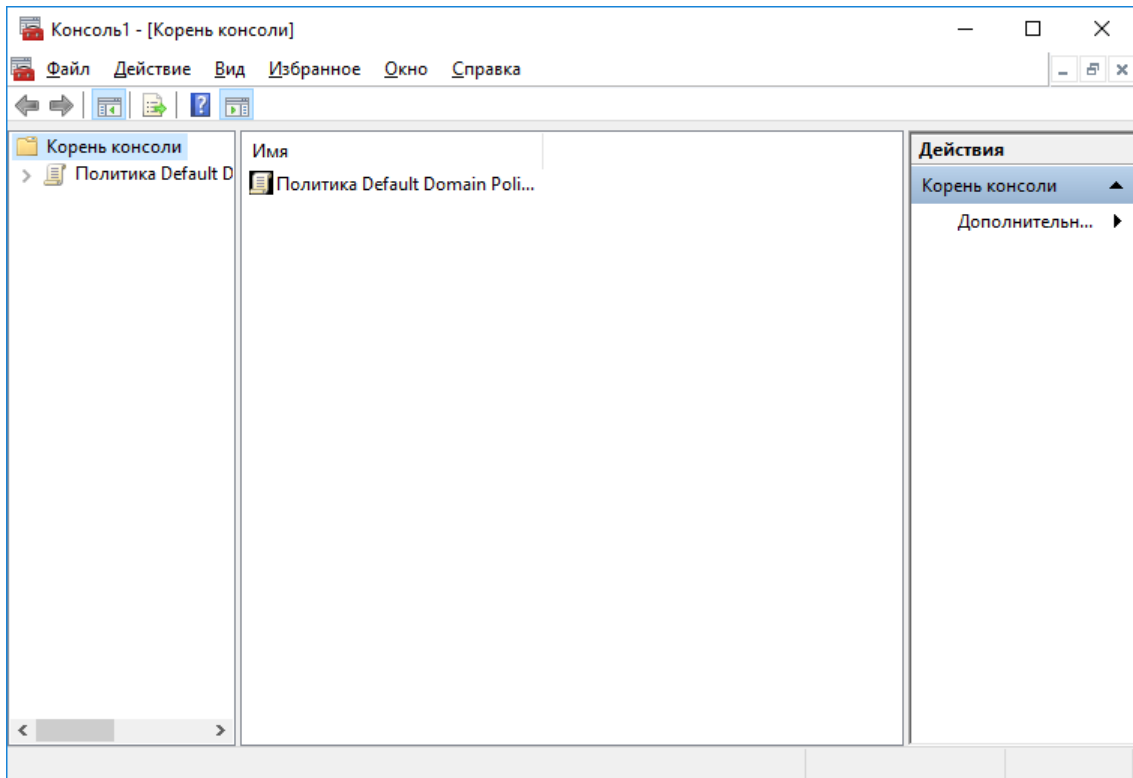 Консоль1 - [Корень консоли]
Файл Действие Вид Избранное Окно Справка
Корень консоли
Политика Default D
Имя
Политика Default Domain Poli...
Действия
Корень консоли
Дополнительн...